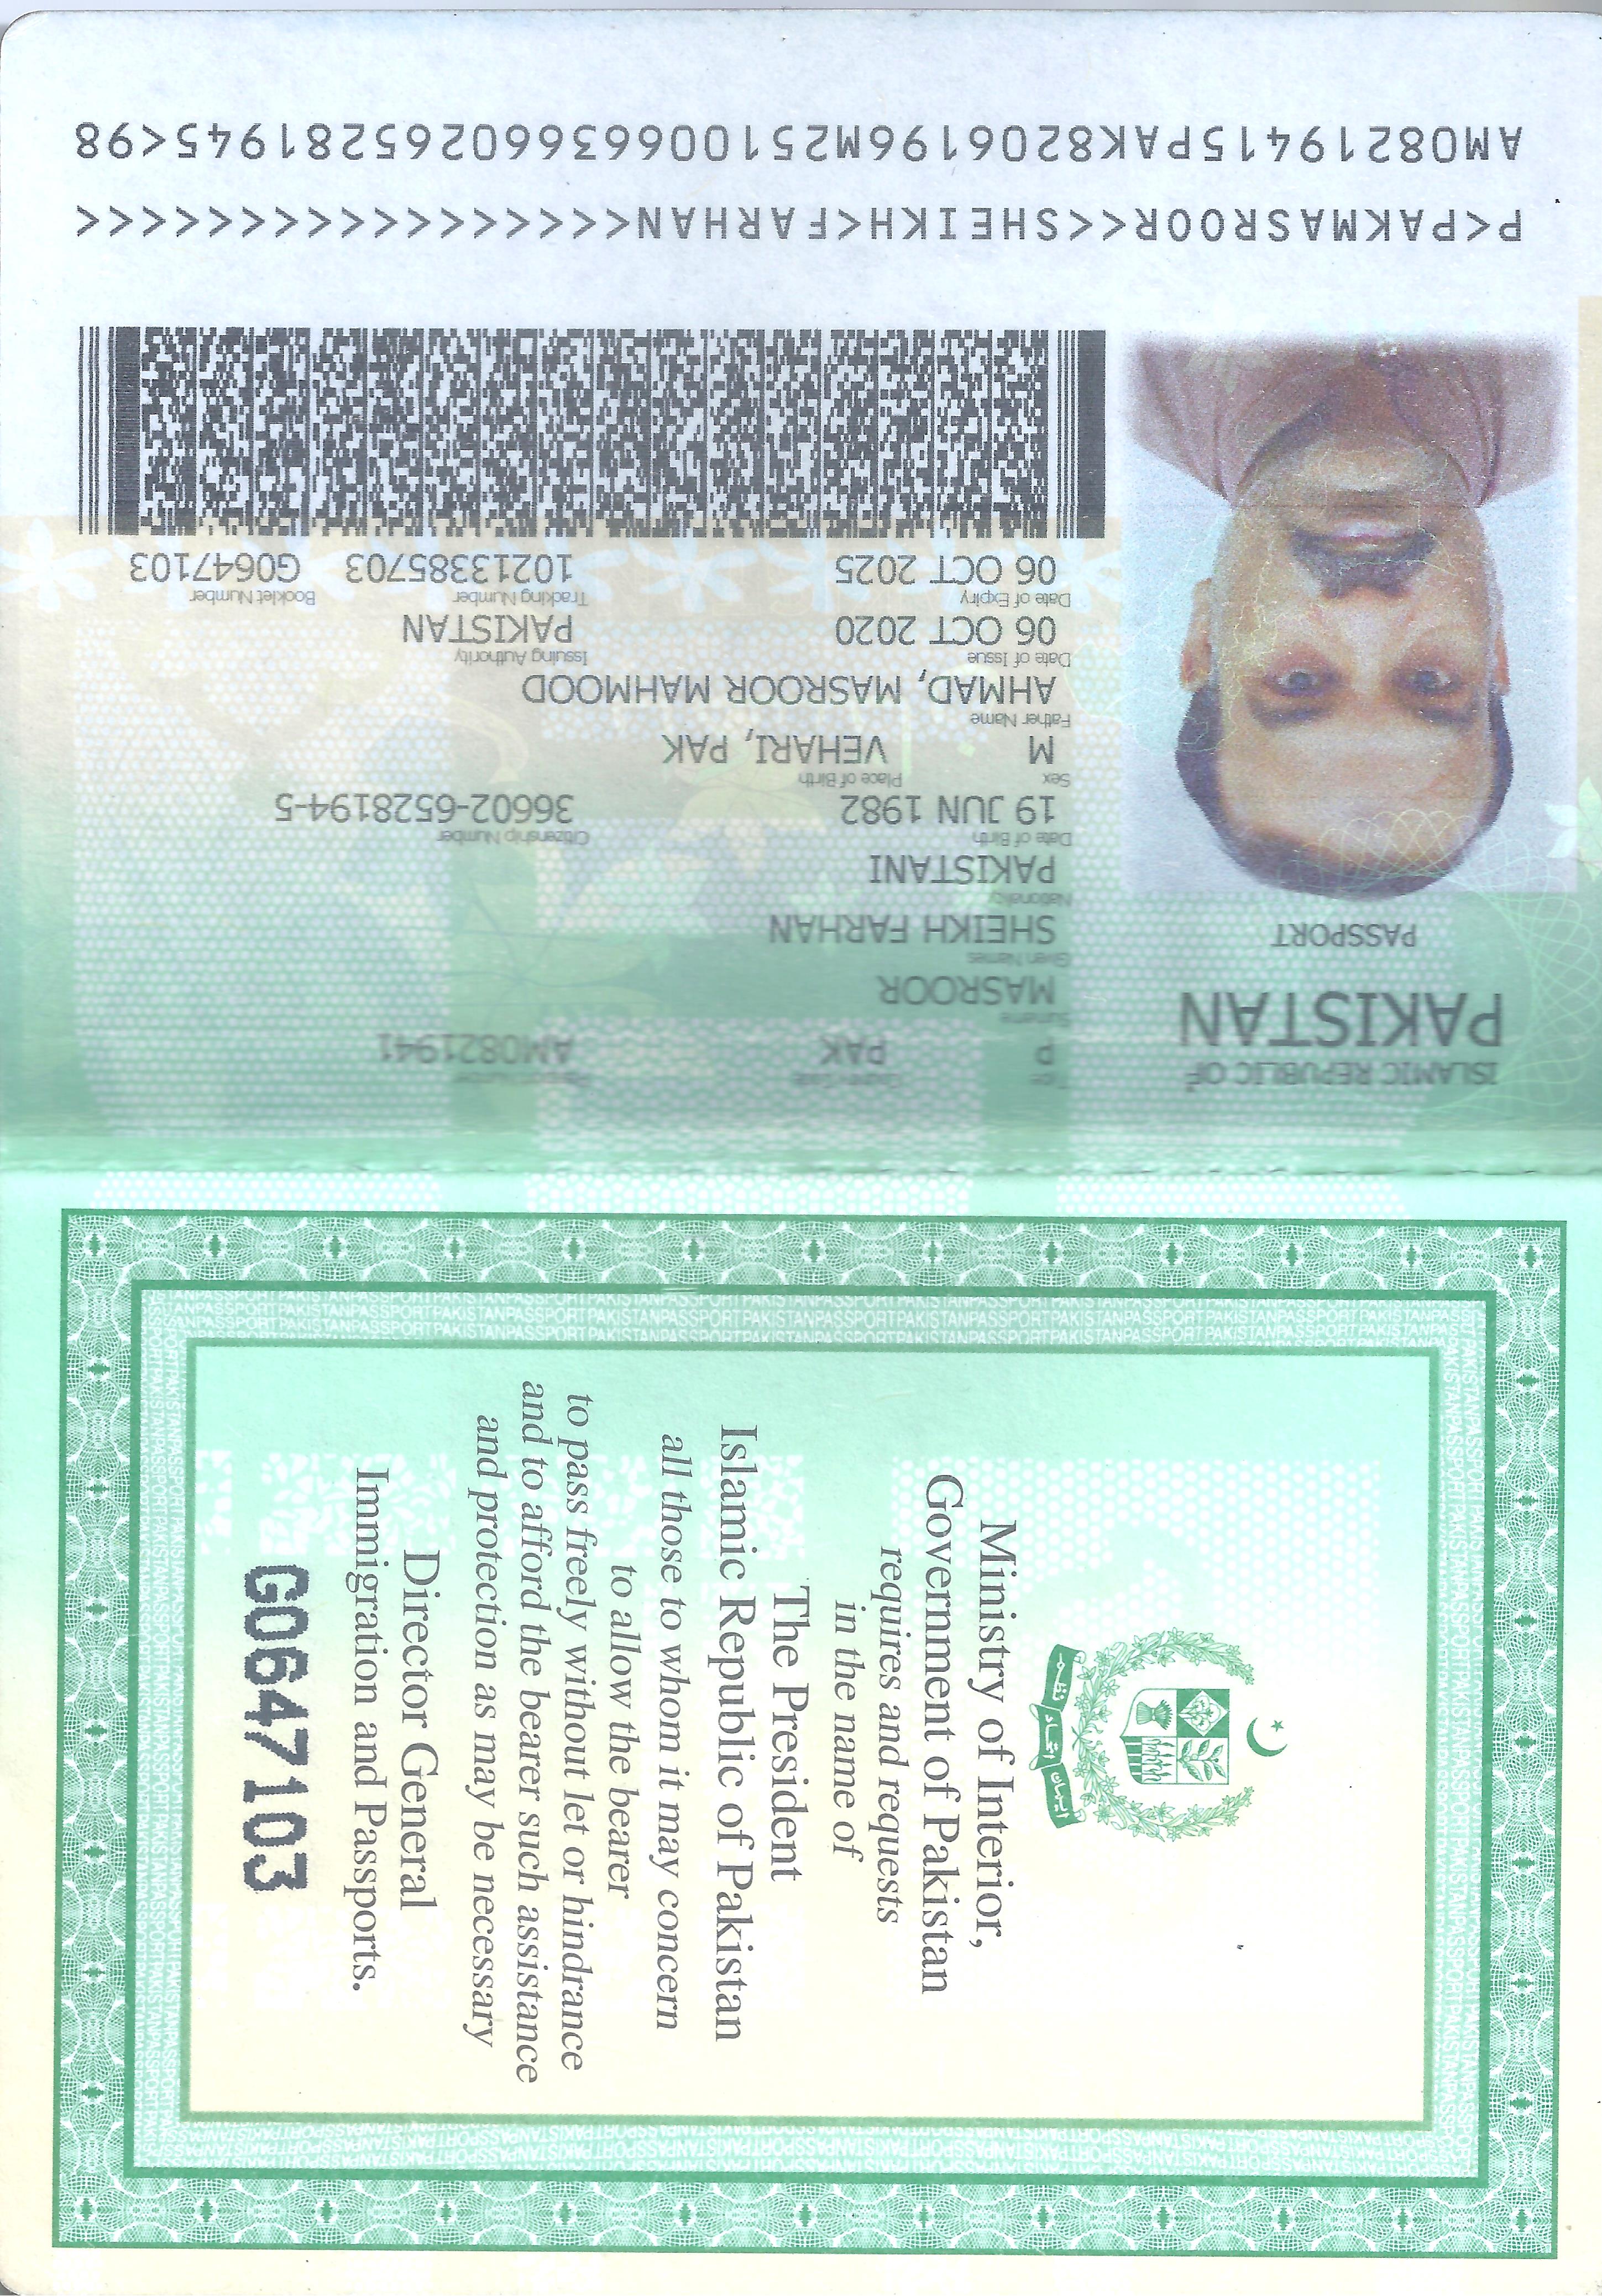 ایمان اتحاد نظم
Ministry of Interior,
Government of Pakistan
requires and requests
in the name of
The President
Islamic Republic of Pakistan
all those to whom it may concern
to allow the bearer
to pass freely without let or hindrance
and to afford the bearer such assistance
and protection as may be necessary
Director General
Immigration and Passports.
G0647103
ISLAMIC REPUBLIC OF
PAKISTAN
PASSPORT
Type Country Code Passport Number
P PAK AM0821941
Surname
MASROOR
Given Names
SHEIKH FARHAN
Nationality
PAKISTANI
Date of Birth Citizenship Number
19 JUN 1982 36602-6528194-5
Sex Place of Birth
M VEHARI, PAK
Father Name
AHMAD, MASROOR MAHMOOD
Date of Issue Issuing Authority
06 OCT 2020 PAKISTAN
Date of Expiry Tracking Number Booklet Number
06 OCT 2025 10213385703 G0647103
P<PAKMASROOR<<SHEIKH<FARHAN<<<<<<<<<<<<<<<<<
AM08219415PAK8206196M25100663660265281945<98